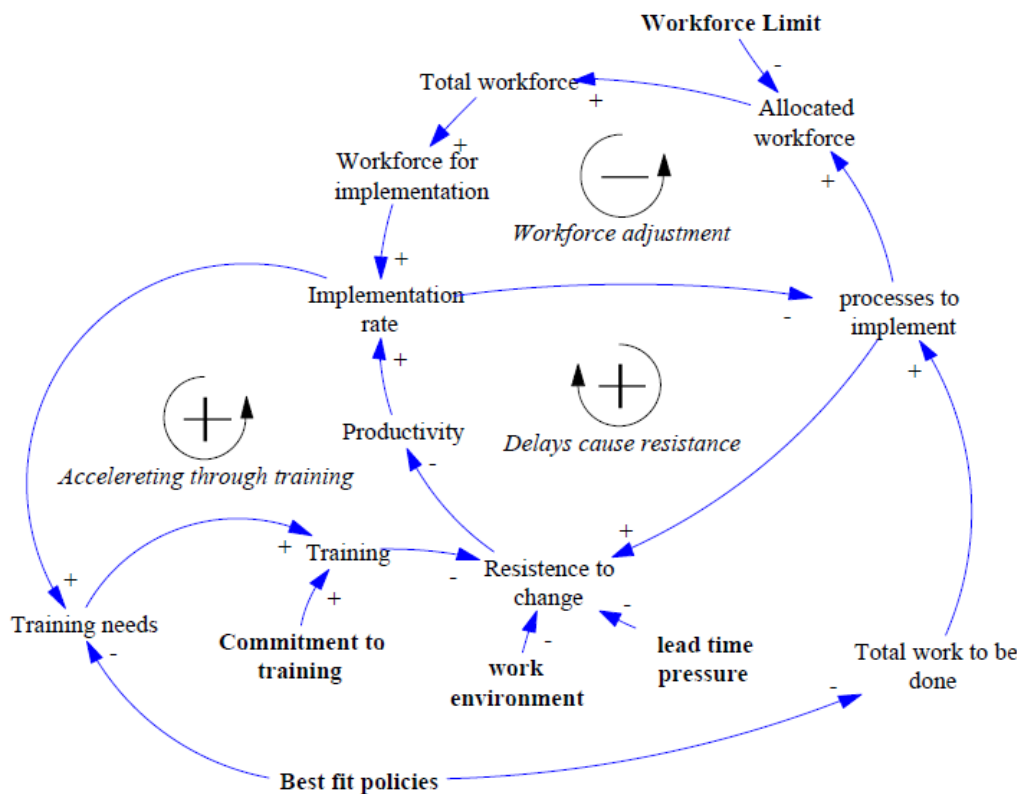 Workforce Limit
-
Total workforce
+
Allocated
workforce
+
Workforce for
implementation
+
Workforce adjustment
+
Implementation
rate
-
processes to
implement
+
+
Productivity
-
Delays cause resistance
Accelereting through training
+
Training
+
-
+
Resistence to
change
+
-
-
Training needs
-
Commitment to
training
work
environment
lead time
pressure
Total work to be
done
-
Best fit policies